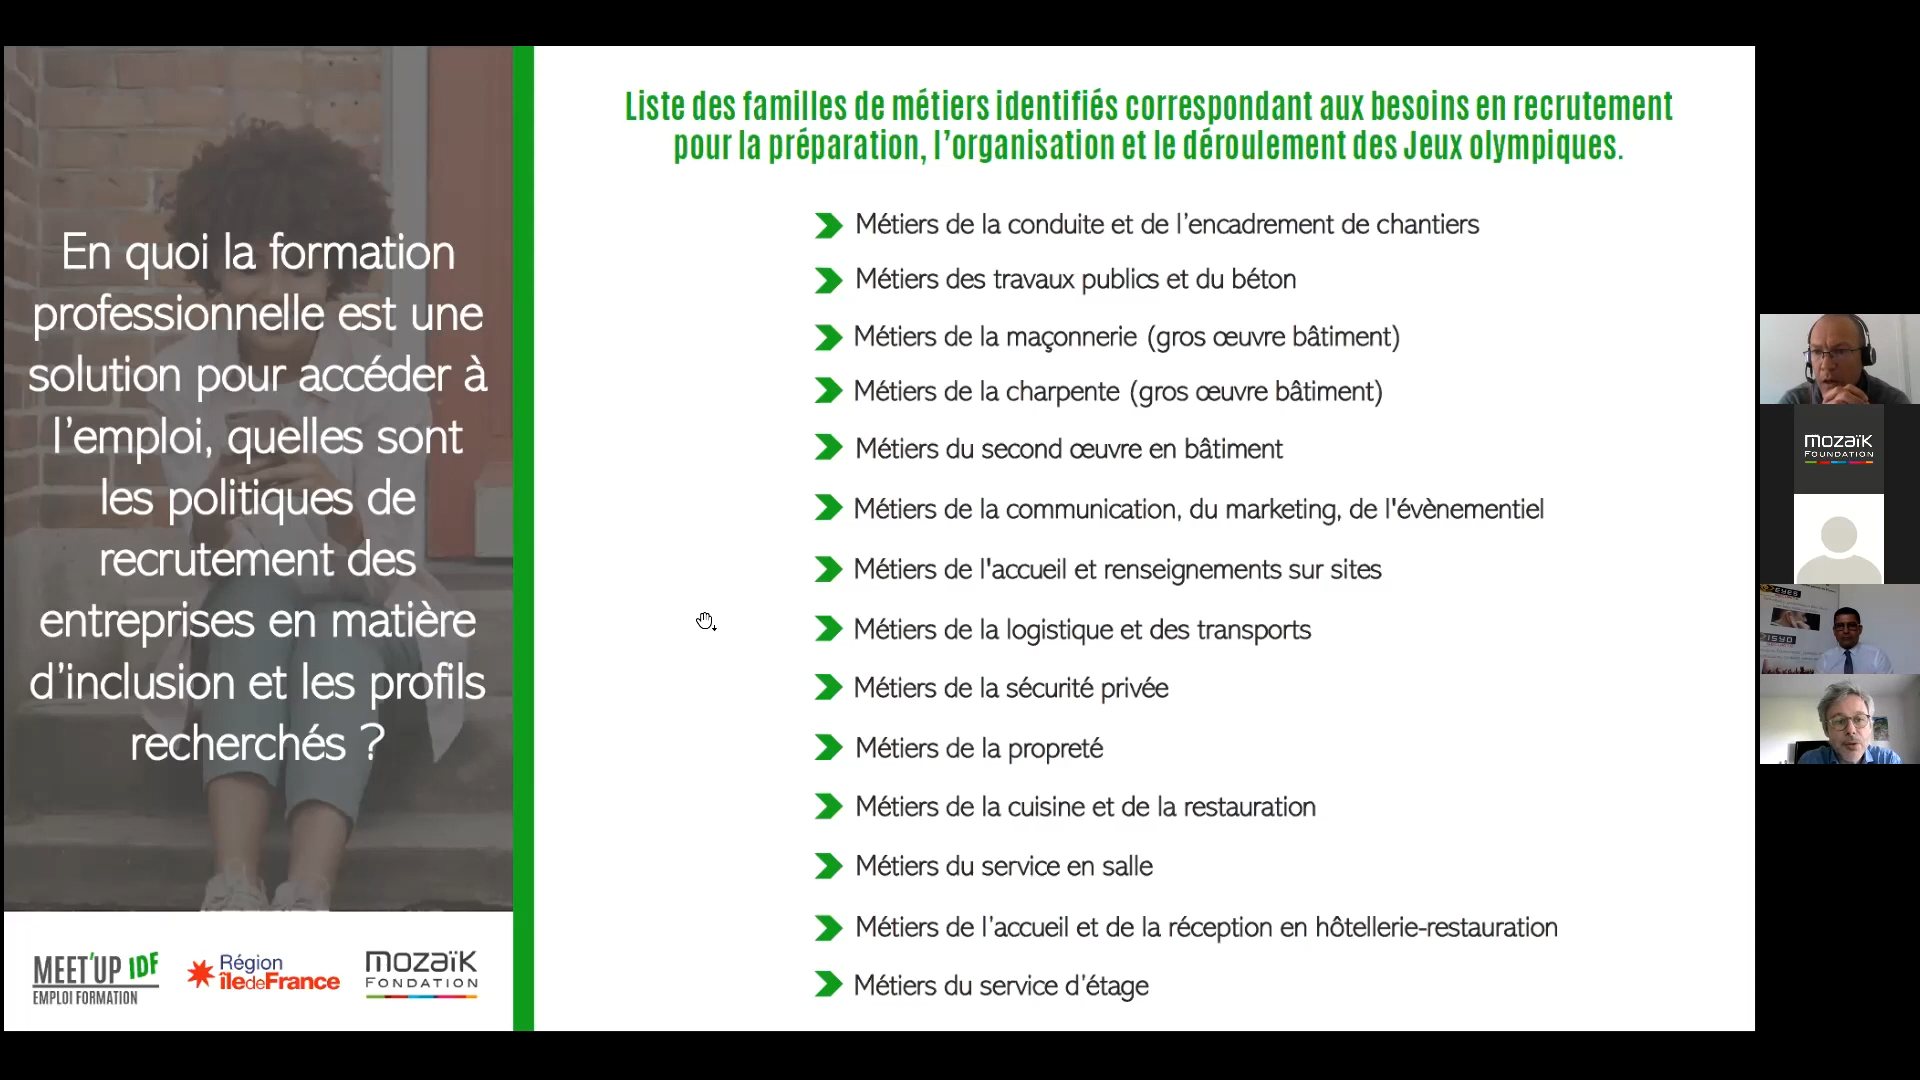 En quoi la formation
professionnelle est une
solution pour accéder à
l’emploi, quelles sont
les politiques de
recrutement des
entreprises en matière
d’inclusion et les profils
recherchés ?
MEET'UP IDF
EMPLOI FORMATION
Région
îledeFrance
mozaïk
FONDATION
Liste des familles de métiers identifiés correspondant aux besoins en recrutement
pour la préparation, l’organisation et le déroulement des Jeux olympiques.
Métiers de la conduite et de l’encadrement de chantiers
Métiers des travaux publics et du béton
Métiers de la maçonnerie (gros œuvre bâtiment)
Métiers de la charpente (gros œuvre bâtiment)
Métiers du second œuvre en bâtiment
Métiers de la communication, du marketing, de l'évènementiel
Métiers de l'accueil et renseignements sur sites
Métiers de la logistique et des transports
Métiers de la sécurité privée
Métiers de la propreté
Métiers de la cuisine et de la restauration
Métiers du service en salle
Métiers de l’accueil et de la réception en hôtellerie-restauration
Métiers du service d’étage
mozaïk
FOUNDATION
EYES